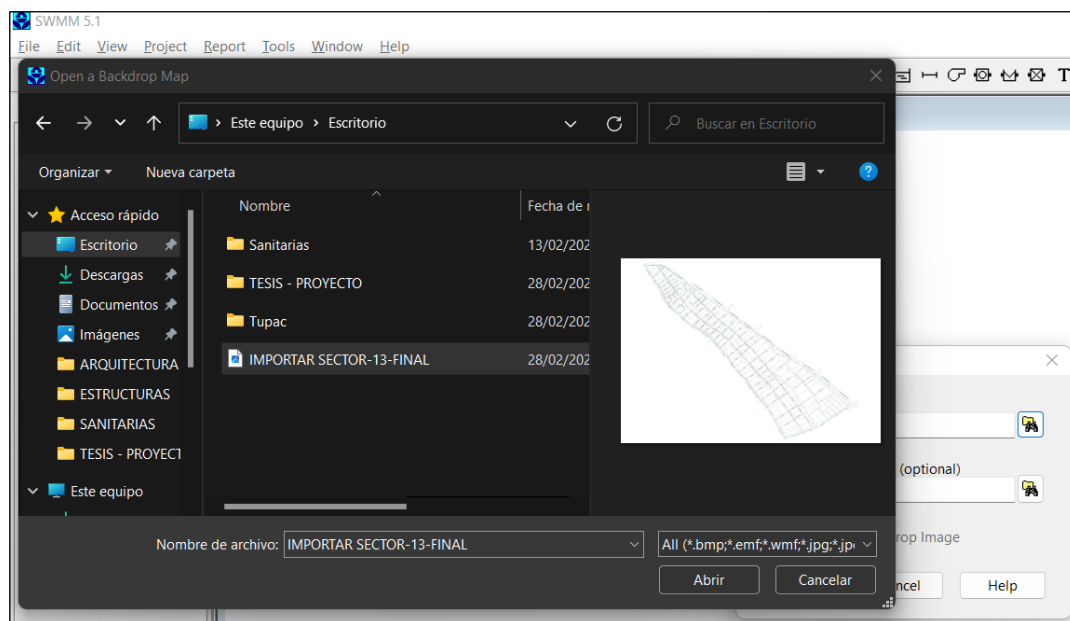 SWMM 5.1
File Edit View Project Report Tools Window Help
Open a Backdrop Map
Este equipo > Escritorio
Buscar en Escritorio
Organizar
Nueva carpeta
Nombre
Fecha de
Acceso rápido
Escritorio
Descargas
Documentos
Imágenes
ARQUITECTURA
ESTRUCTURAS
SANITARIAS
TESIS - PROYECT
Este equipo
Sanitarias 13/02/202
TESIS - PROYECTO 28/02/202
Tupac 28/02/202
IMPORTAR SECTOR-13-FINAL 28/02/202
(optional)
rop Image
Nombre de archivo: IMPORTAR SECTOR-13-FINAL
All (*.bmp;*.emf;*.wmf;*.jpg;*.jp
Abrir Cancelar
ncel Help